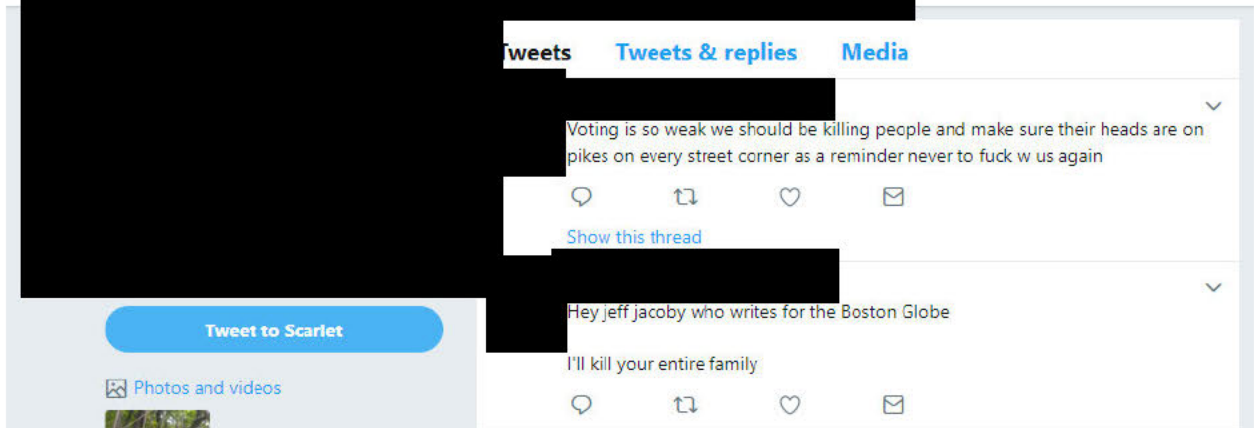 Tweets Tweets & replies Media
Voting is so weak we should be killing people and make sure their heads are on
pikes on every street corner as a reminder never to fuck w us again
Show this thread
Hey jeff jacoby who writes for the Boston Globe
I'll kill your entire family
Tweet to Scarlet
Photos and videos